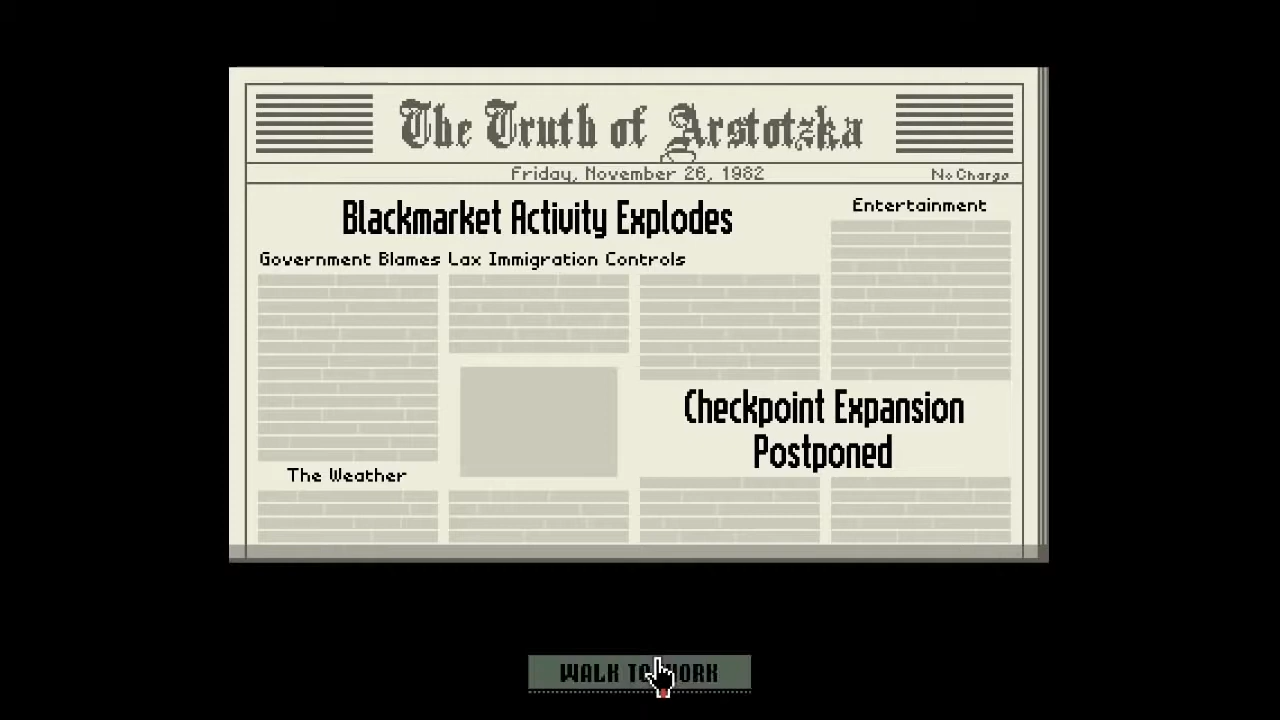 The Truth of Arstotzka
Friday, November 26, 1982
No Charge
Blackmarket Activity Explodes
Government Blames Lax Immigration Controls
Entertainment
Checkpoint Expansion
Postponed
The Weather
WALK TO WORK